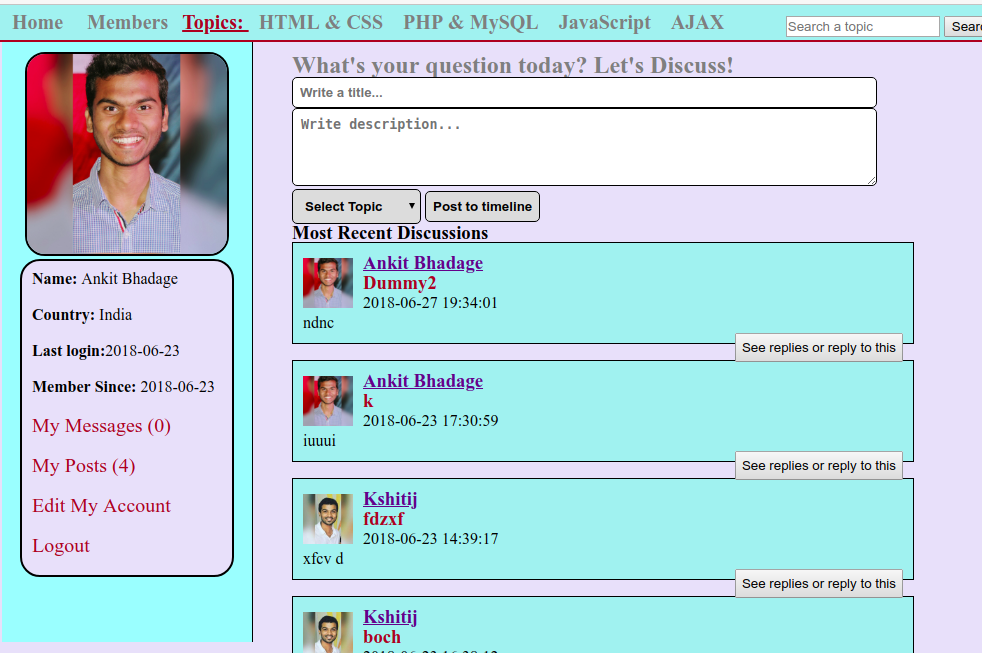 Home Members Topics: HTML & CSS PHP & MySQL JavaScript AJAX Search a topic
What's your question today? Let's Discuss!
Write a title...
Write description...
Select Topic Post to timeline
Name: Ankit Bhadage
Country: India
Last login:2018-06-23
Member Since: 2018-06-23
My Messages (0)
My Posts (4)
Edit My Account
Logout
Most Recent Discussions
Ankit Bhadage
Dummy2
2018-06-27 19:34:01
ndnc
See replies or reply to this
Ankit Bhadage
k
2018-06-23 17:30:59
iuuui
See replies or reply to this
Kshitij
fdzxf
2018-06-23 14:39:17
xfcv d
See replies or reply to this
Kshitij
boch